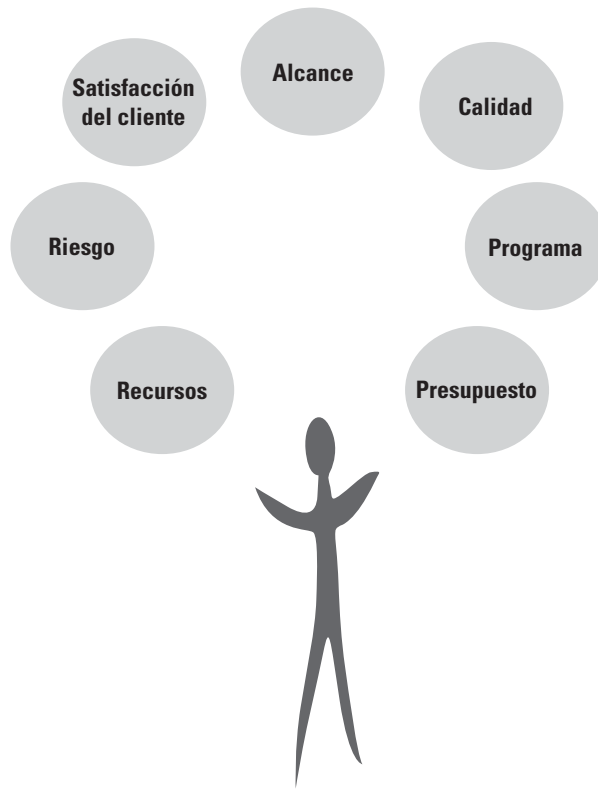 Alcance
Satisfacción
del cliente
Calidad
Riesgo
Programa
Recursos
Presupuesto